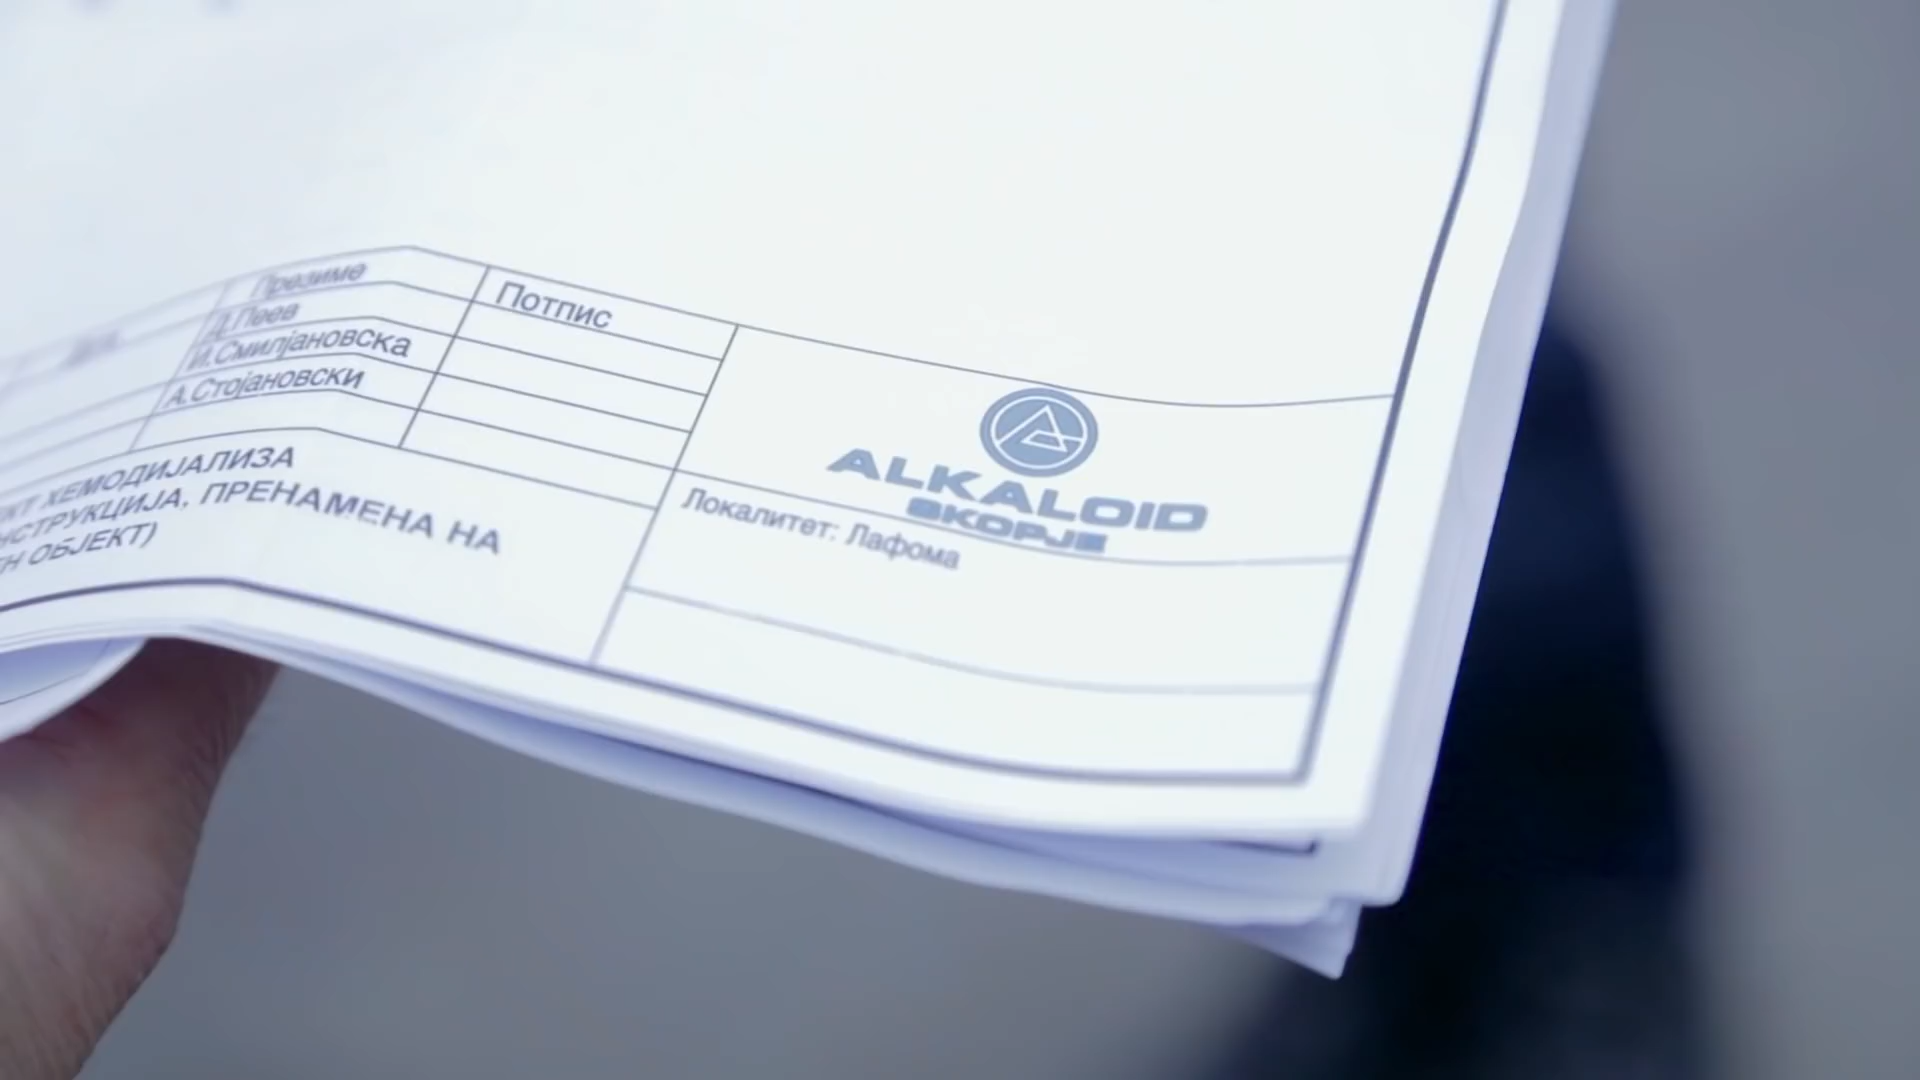 Презиме
Потпис
Д.Пеев
И.Смилјановска
А.Стојановски
ALKALOID
SKOPJE
Локалитет: Лафома
ХЕМОДИЈАЛИЗА
ПРЕНАМЕНА НА
ОБЈЕКТ)